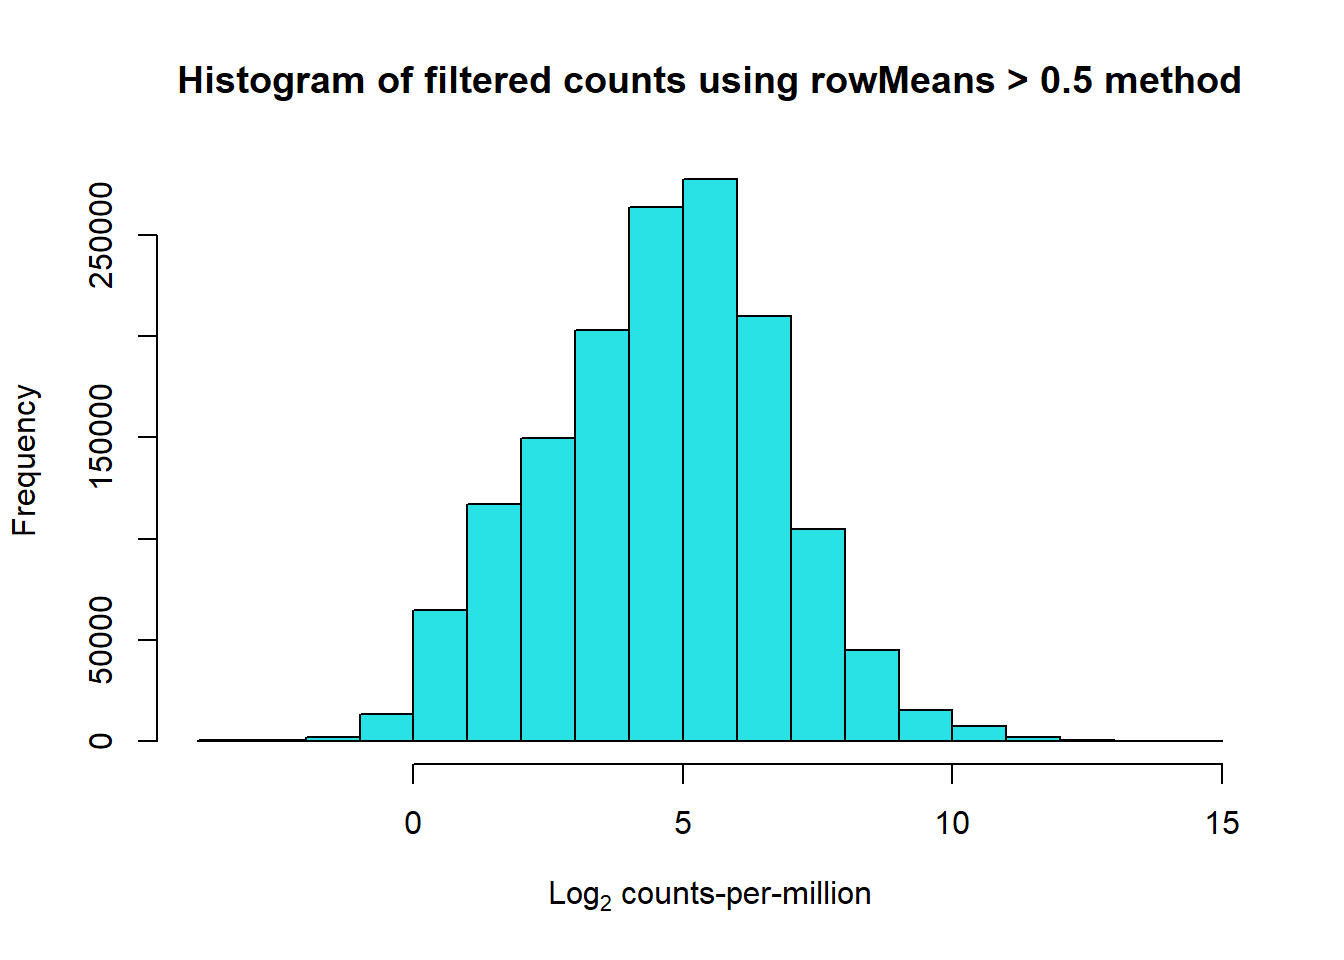 Histogram of filtered counts using rowMeans > 0.5 method
250000
150000
50000
0
Frequency
0 5 10 15
Log₂ counts-per-million